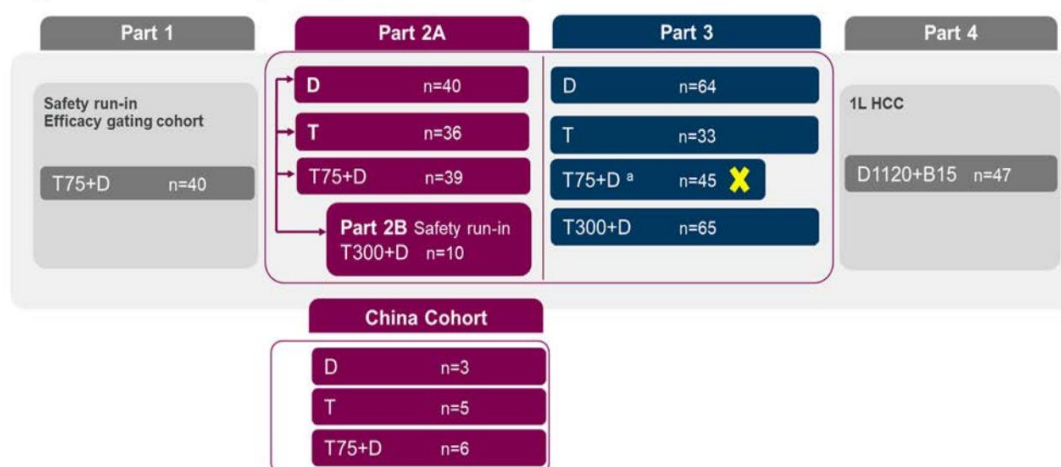 Part 1
Safety run-in
Efficacy gating cohort
T75+D n=40
Part 2A
D n=40
T n=36
T75+D n=39
Part 2B Safety run-in
T300+D n=10
Part 3
D n=64
T n=33
T75+D a n=45
T300+D n=65
Part 4
1L HCC
D1120+B15 n=47
China Cohort
D n=3
T n=5
T75+D n=6